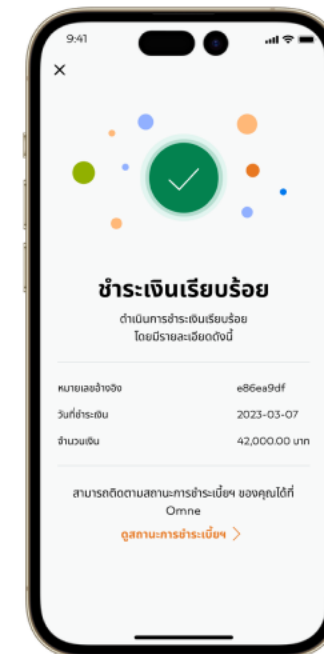 9:41
ชำระเงินเรียบร้อย
ดำเนินการชำระเงินเรียบร้อย
โดยมีรายละเอียดดังนี้
หมายเลขอ้างอิง e86ea9df
วันที่ชำระเงิน 2023-03-07
จำนวนเงิน 42,000.00 บาท
สามารถติดตามสถานะการชำระเบี้ยฯ ของคุณได้ที่
Omne
ดูสถานะการชำระเบี้ยฯ